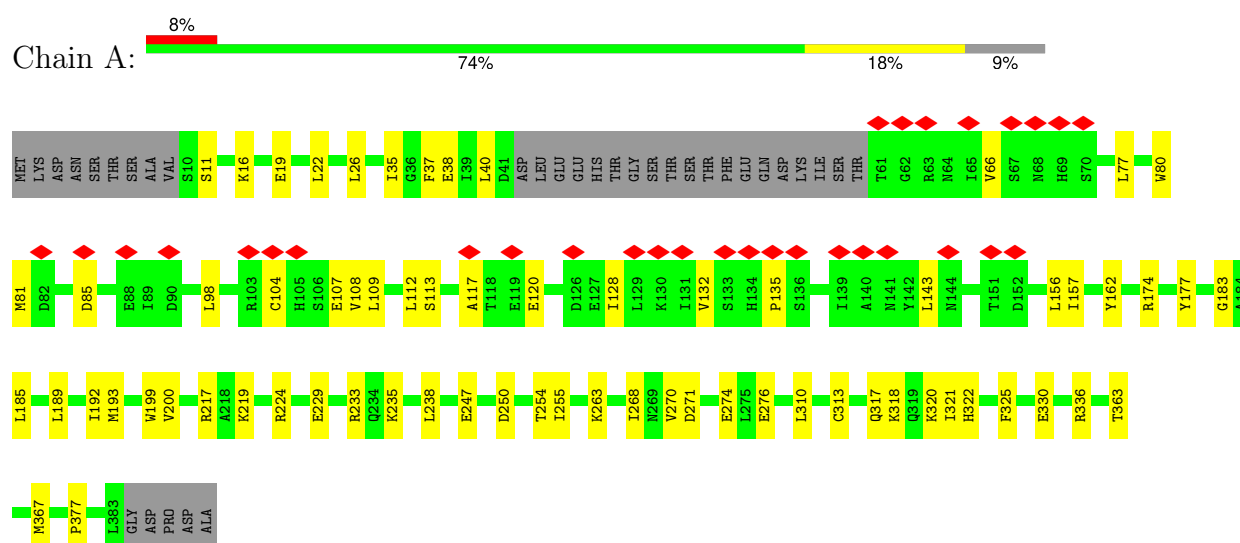 8%
Chain A:
74% 18% 9%
MET LYS ASP ASN SER THR SER ALA VAL S10 S11 K16 E19 L22 L26 I35 G36 F37 E38 I39 L40 D41 ASP LEU GLU GLU HIS THR GLY SER THR SER THR PHE GLU GLN ASP LYS ILE SER THR T61 G62 R63 N64 I65 V66 S67 N68 H69 S70 L77 W80
M81 D82 D85 E88 I89 D90 L98 R103 C104 H105 S106 E107 V108 L109 L112 S113 A117 T118 E119 E120 D126 E127 I128 L129 K130 I131 V132 S133 H134 P135 S136 I139 A140 N141 Y142 L143 N144 T151 D152 L156 I157 Y162 R174 Y177 G183 A184
L185 L189 I192 M193 W199 V200 R217 A218 K219 R224 E229 R233 Q234 K235 L238 E247 D250 T254 I255 K263 I268 N269 V270 D271 E274 L275 E276 L310 C313 Q317 K318 Q319 K320 I321 H322 F325 E330 R336 T363
M367 P377 L383 GLY ASP PRO ASP ALA